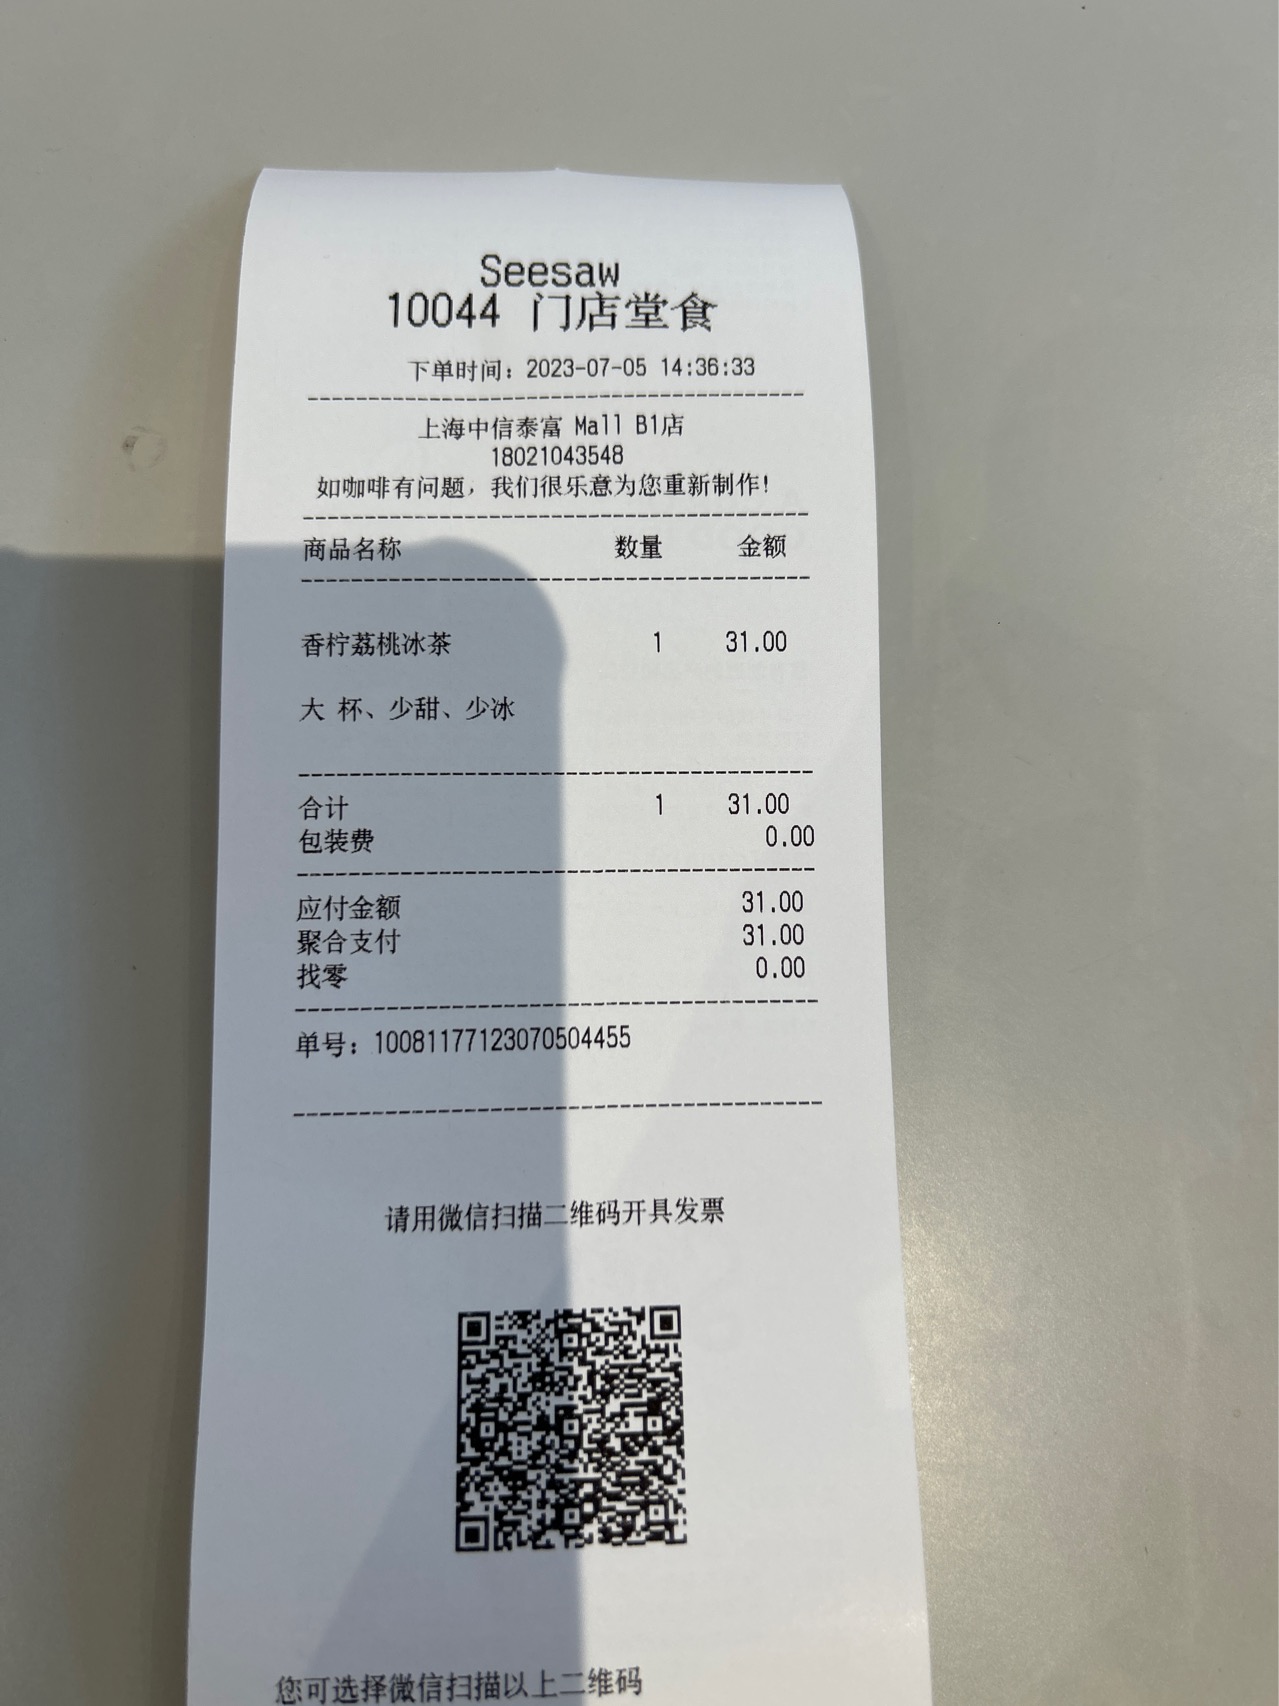 Seesaw
10044 门店堂食
下单时间：2023-07-05 14:36:33
上海中信泰富 Mall B1店
18021043548
如咖啡有问题，我们很乐意为您重新制作！
商品名称 数量 金额
香柠荔桃冰茶 1 31.00
大 杯、少甜、少冰
合计 1 31.00
包装费 0.00
应付金额 31.00
聚合支付 31.00
找零 0.00
单号：10081177123070504455
请用微信扫描二维码开具发票
您可选择微信扫描以上二维码